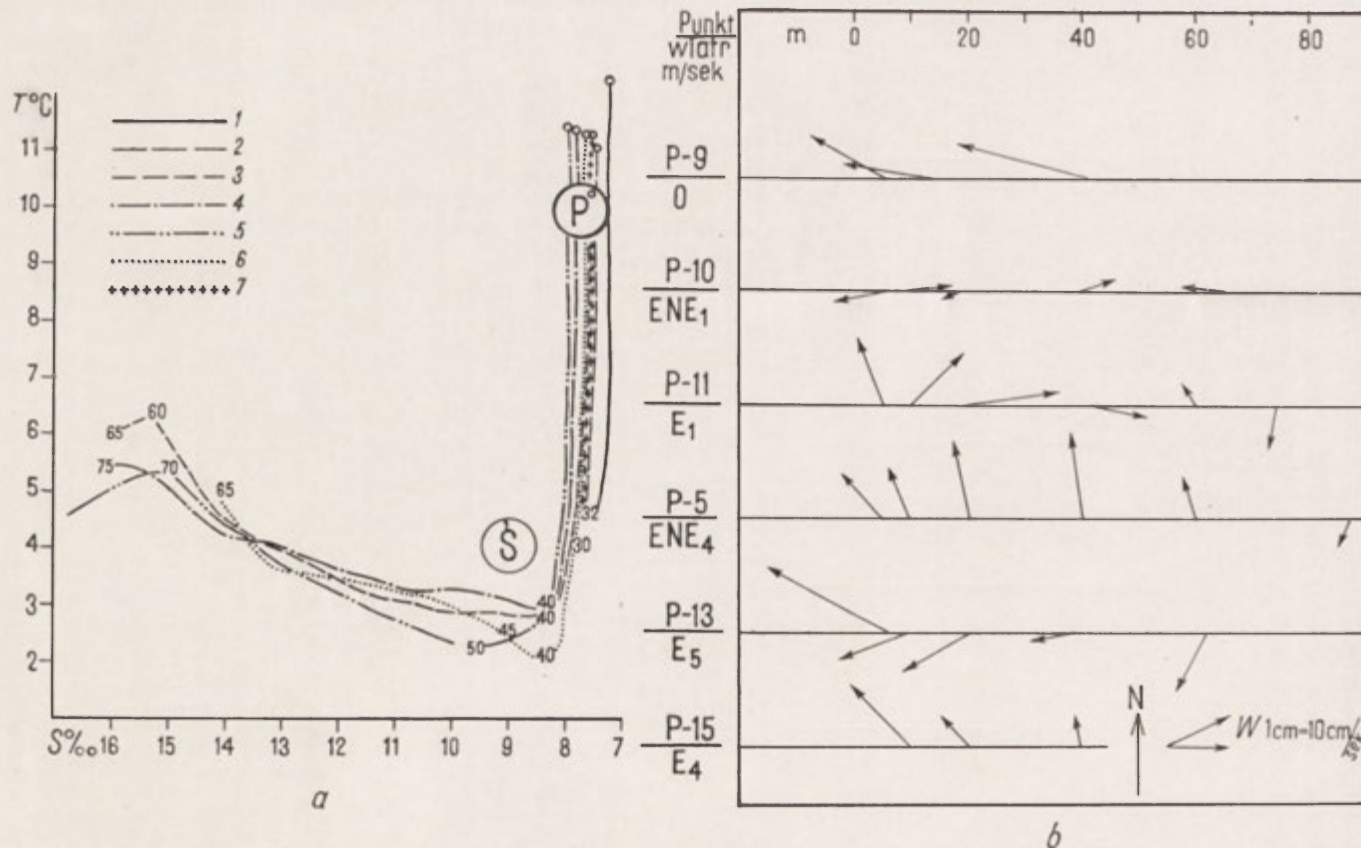 T°C
11
10
9
8
7
6
5
4
3
2
S‰ 16 15 14 13 12 11 10 9 8 7
1
2
3
4
5
6
7
P
Ś
65
60
75
70
65
50
45
40
40
40
30
32
a
Punkt
wiatr
m/sek
m 0 20 40 60 80
P-9
0
P-10
ENE₁
P-11
E₁
P-5
ENE₄
P-13
E₅
P-15
E₄
N
W 1cm=10cm/sek
b